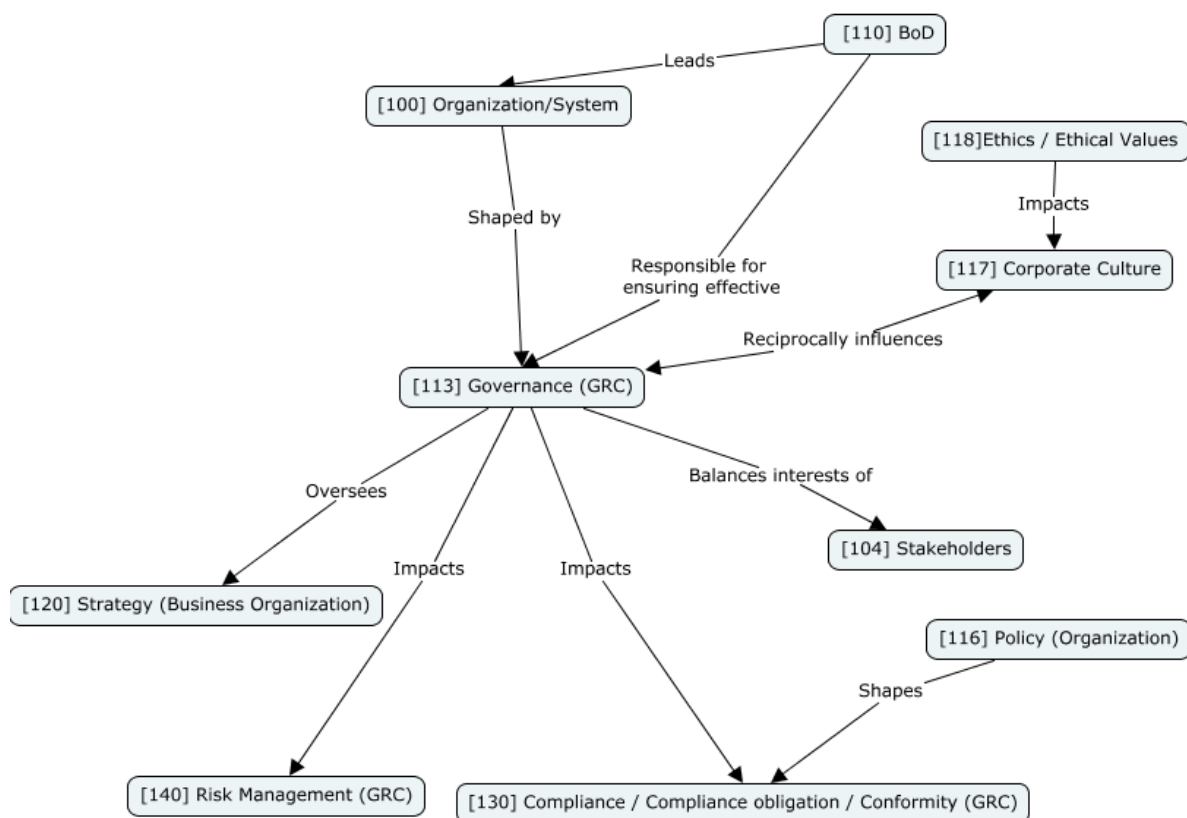 [110] BoD
Leads
[100] Organization/System
[118]Ethics / Ethical Values
Impacts
Shaped by
[117] Corporate Culture
Responsible for
ensuring effective
Reciprocally influences
[113] Governance (GRC)
Balances interests of
Oversees
[104] Stakeholders
Impacts
Impacts
[120] Strategy (Business Organization)
[116] Policy (Organization)
Shapes
[140] Risk Management (GRC)
[130] Compliance / Compliance obligation / Conformity (GRC)